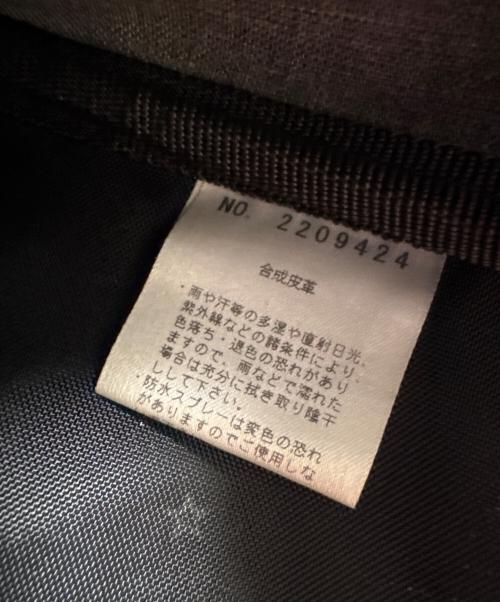 NO. 2209424
合成皮革
・雨や汗等の多湿や直射日光、
紫外線などの諸条件により、
色落ち・退色の恐れがあり
ますので、雨などで濡れた
場合は充分に拭き取り陰干
ししして下さい。
・防水スプレーは変色の恐れ
がありますのでご使用しな